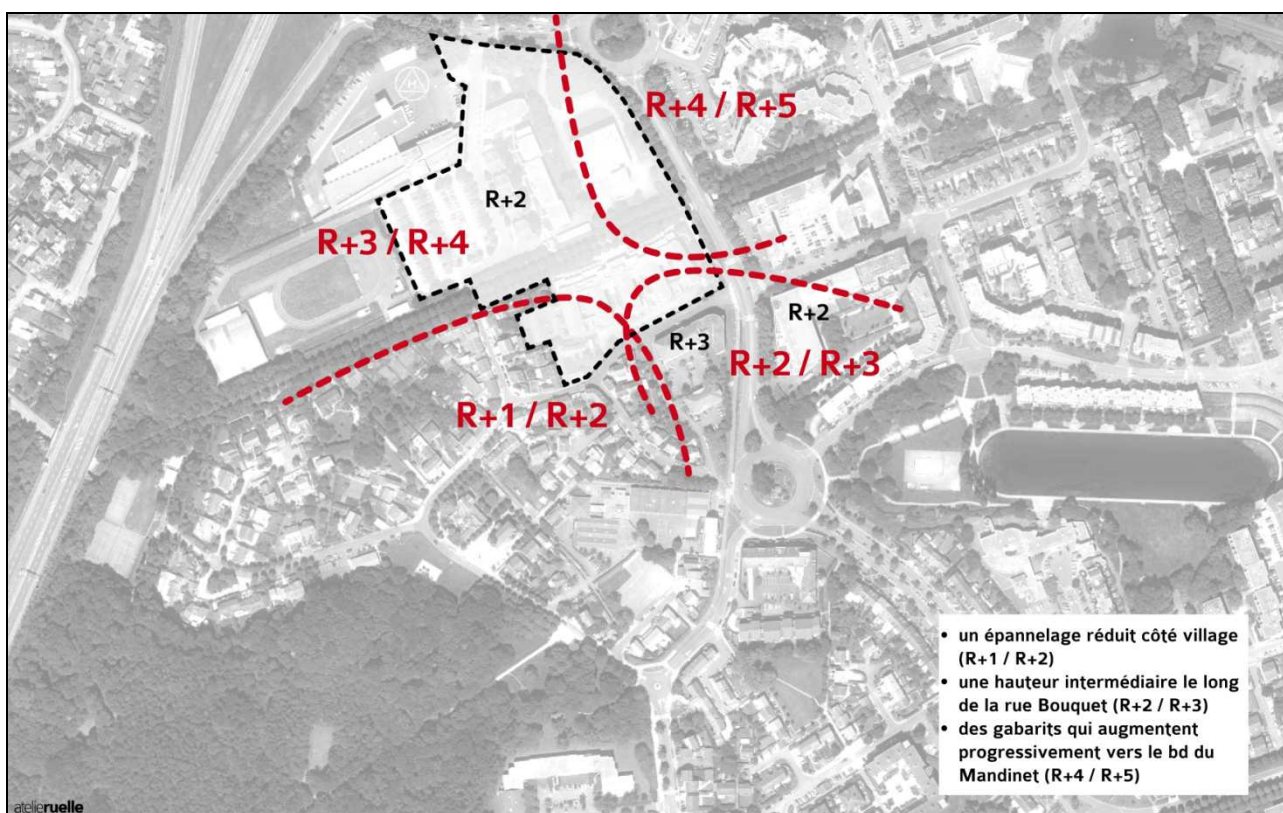 R+4 / R+5
R+2
R+3 / R+4
R+2
R+3
R+2 / R+3
R+1 / R+2
• un épannelage réduit côté village
(R+1 / R+2)
• une hauteur intermédiaire le long
de la rue Bouquet (R+2 / R+3)
• des gabarits qui augmentent
progressivement vers le bd du
Mandinet (R+4 / R+5)
atelieruelle